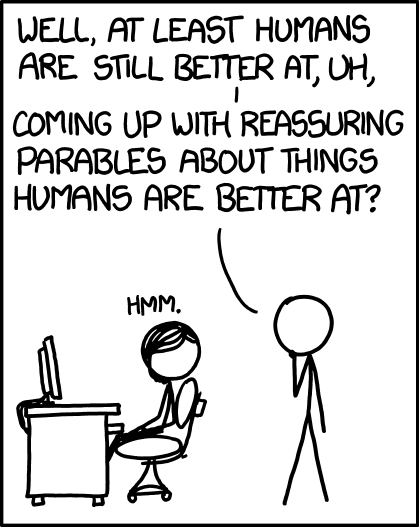 WELL, AT LEAST HUMANS
ARE STILL BETTER AT, UH,
COMING UP WITH REASSURING
PARABLES ABOUT THINGS
HUMANS ARE BETTER AT?
HMM.